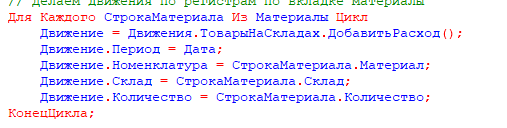 // Делаем движения по регистрам по вкладке Материалы
Для Каждого СтрокаМатериала Из Материалы Цикл
Движение = Движения.ТоварыНаСкладах.ДобавитьРасход();
Движение.Период = Дата;
Движение.Номенклатура = СтрокаМатериала.Материал;
Движение.Склад = СтрокаМатериала.Склад;
Движение.Количество = СтрокаМатериала.Количество;
КонецЦикла;